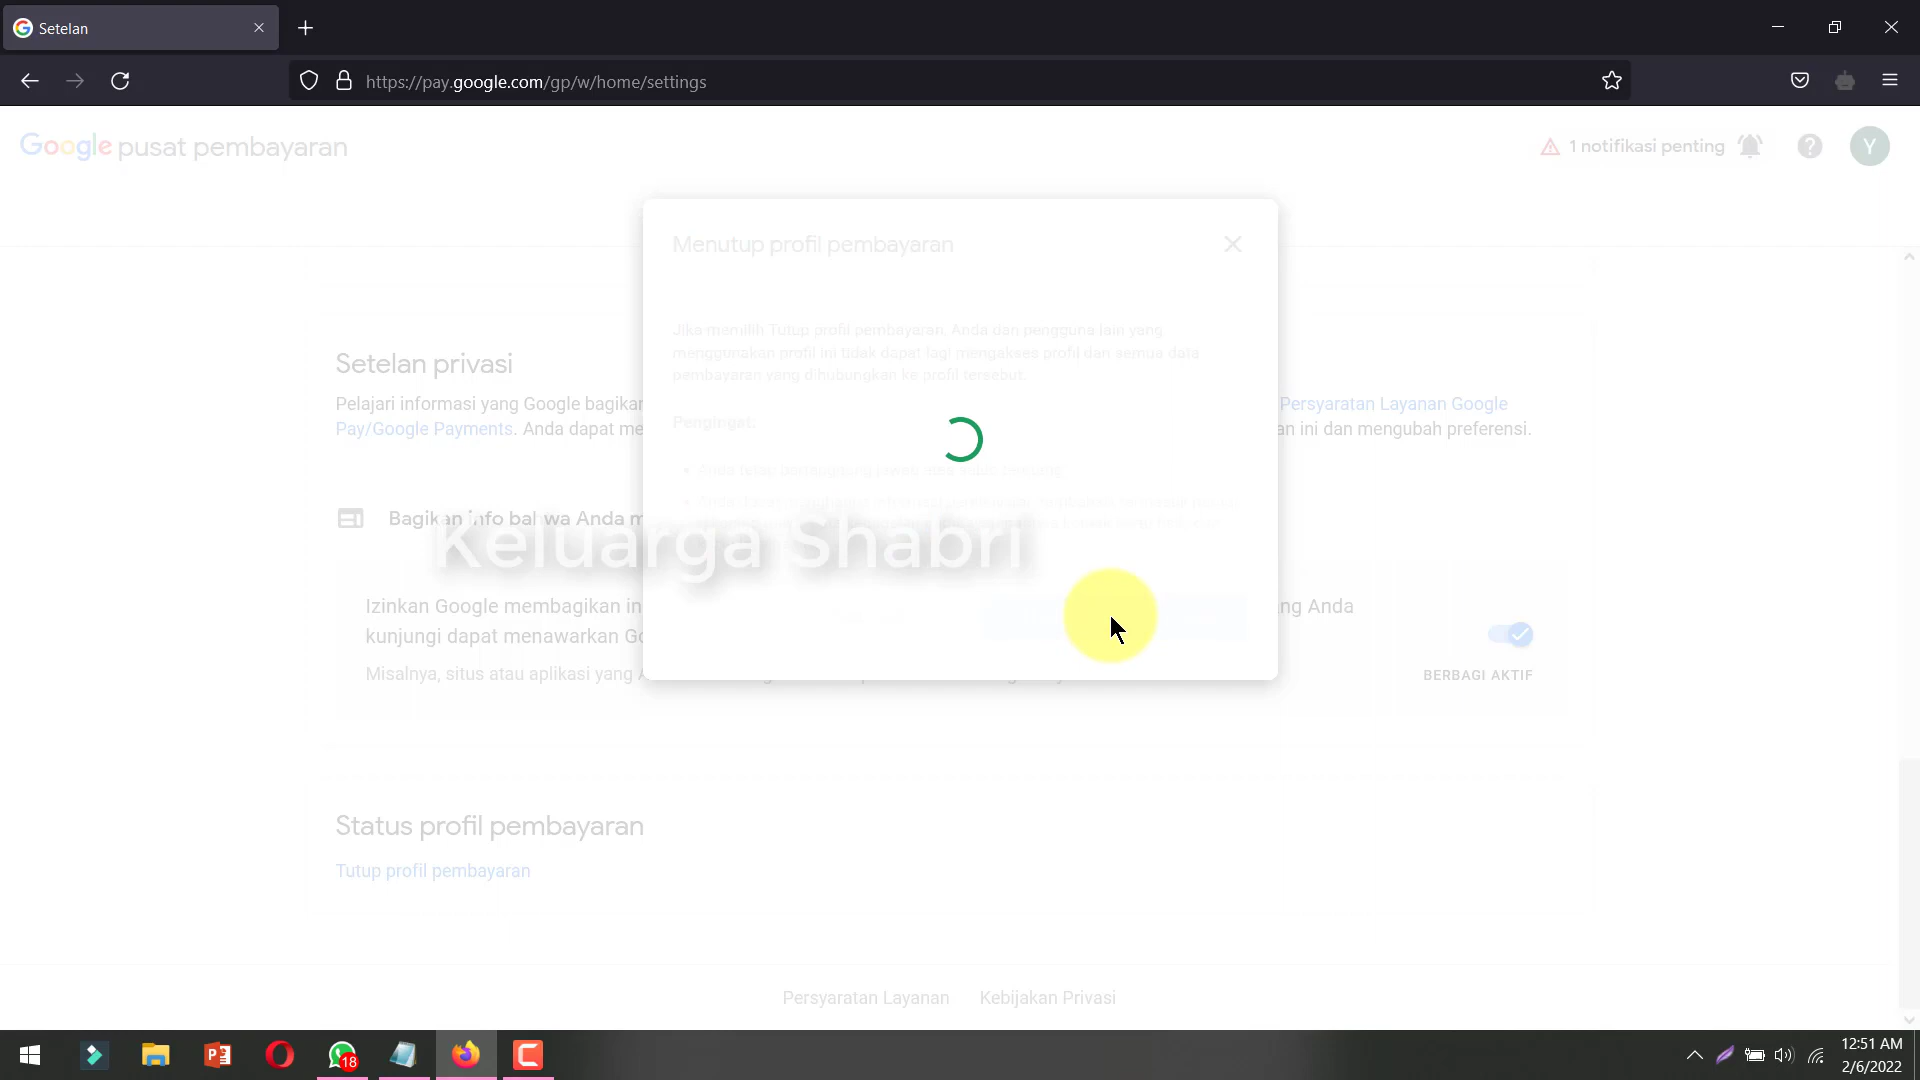 Setelan
https://pay.google.com/gp/w/home/settings
Google pusat pembayaran
1 notifikasi penting
Y
Menutup profil pembayaran
Jika memilih Tutup profil pembayaran, Anda dan pengguna lain yang
menggunakan profil ini tidak dapat lagi mengakses profil dan semua data
pembayaran yang dihubungkan ke profil tersebut.
Pengingat:
Setelan privasi
Pelajari informasi yang Google bagikan
Persyaratan Layanan Google
Pay/Google Payments. Anda dapat me
an ini dan mengubah preferensi.
Bagikan info bahwa Anda m
Keluarga Shabri
Izinkan Google membagikan in
ng Anda
kunjungi dapat menawarkan Go
Misalnya, situs atau aplikasi yang A
BERBAGI AKTIF
Status profil pembayaran
Tutup profil pembayaran
Persyaratan Layanan
Kebijakan Privasi
18
12:51 AM
2/6/2022